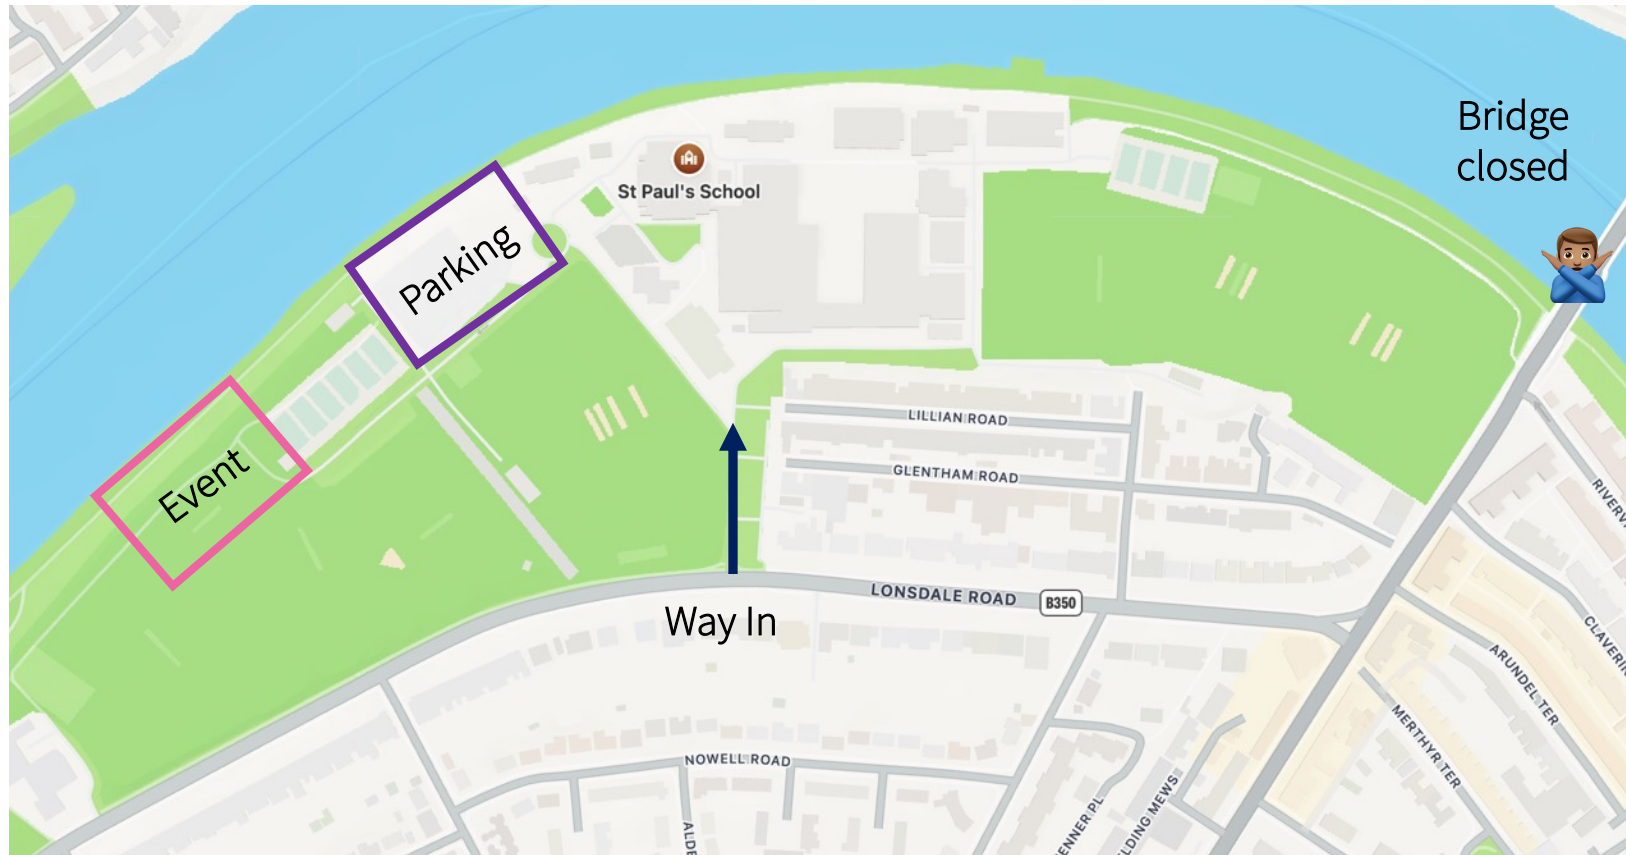 Bridge
closed
St Paul's School
Parking
LILLIAN ROAD
GLENTHAM ROAD
Event
LONSDALE ROAD
B350
Way In
ARUNDEL TER
MERTHYR TER
NOWELL ROAD